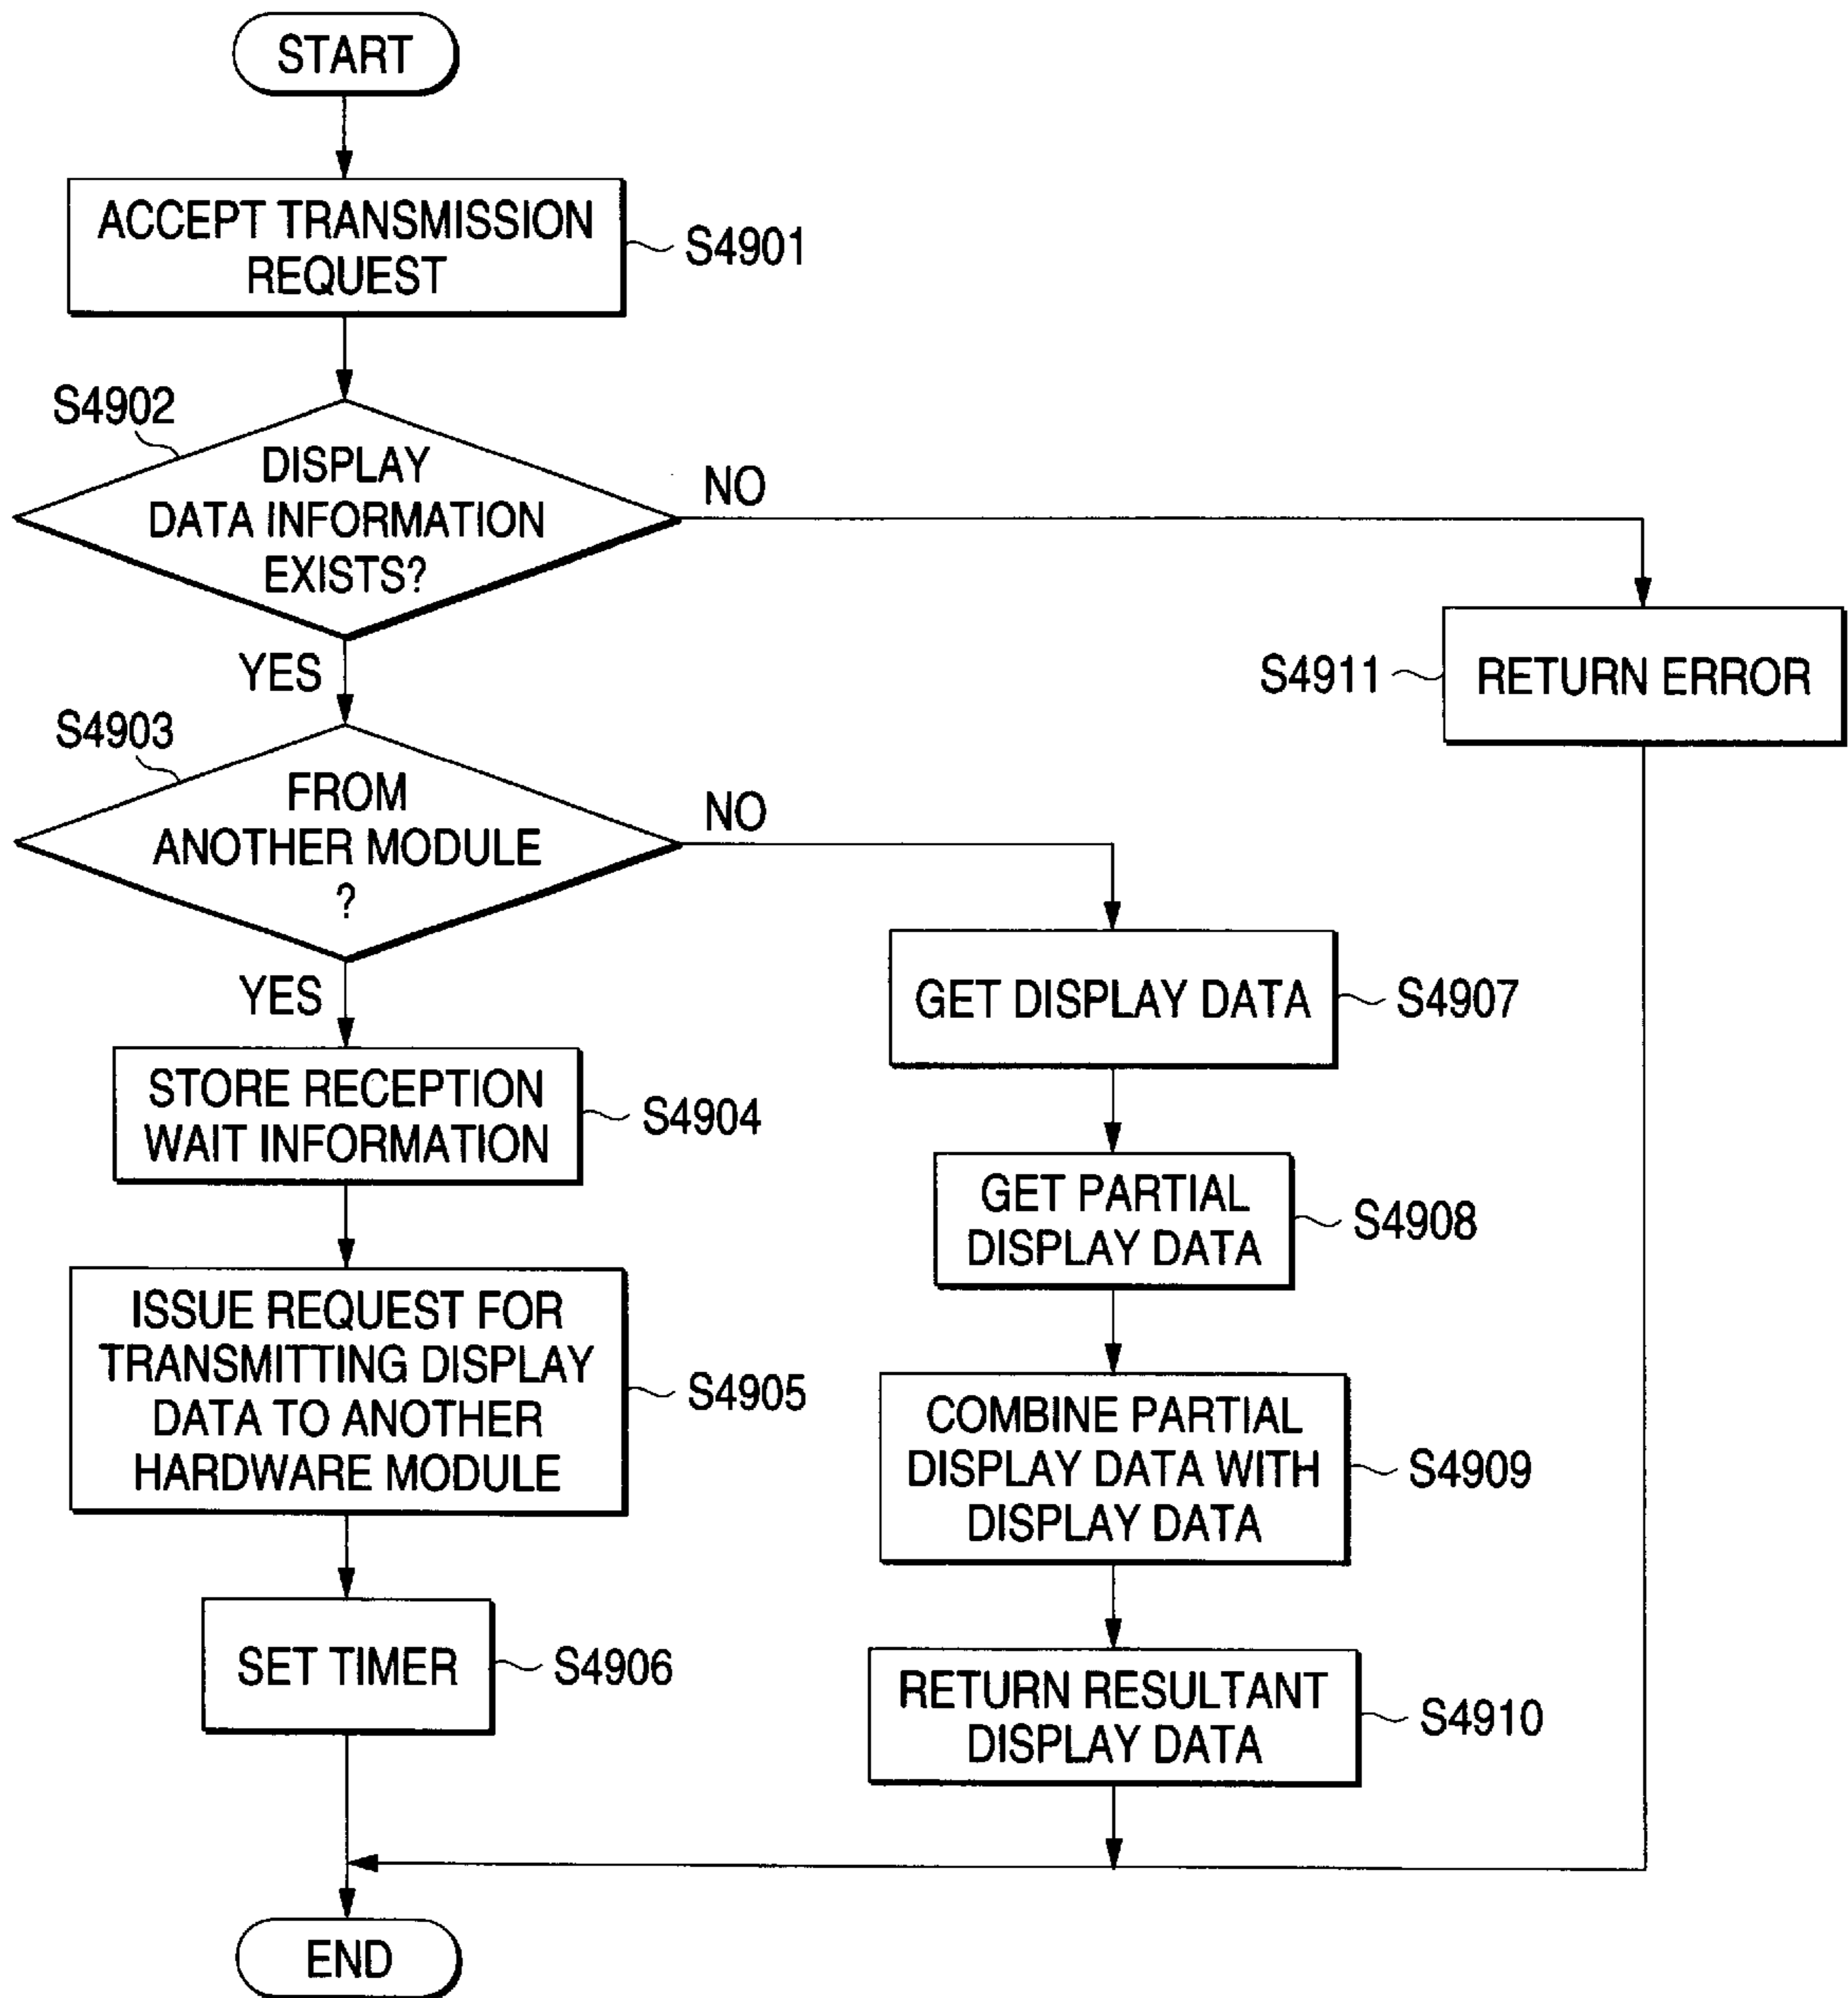 START
ACCEPT TRANSMISSION
REQUEST
S4901
S4902
DISPLAY
DATA INFORMATION
EXISTS?
NO
YES
S4911
RETURN ERROR
S4903
FROM
ANOTHER MODULE
?
NO
YES
GET DISPLAY DATA
S4907
STORE RECEPTION
WAIT INFORMATION
S4904
GET PARTIAL
DISPLAY DATA
S4908
ISSUE REQUEST FOR
TRANSMITTING DISPLAY
DATA TO ANOTHER
HARDWARE MODULE
S4905
COMBINE PARTIAL
DISPLAY DATA WITH
DISPLAY DATA
S4909
SET TIMER
S4906
RETURN RESULTANT
DISPLAY DATA
S4910
END